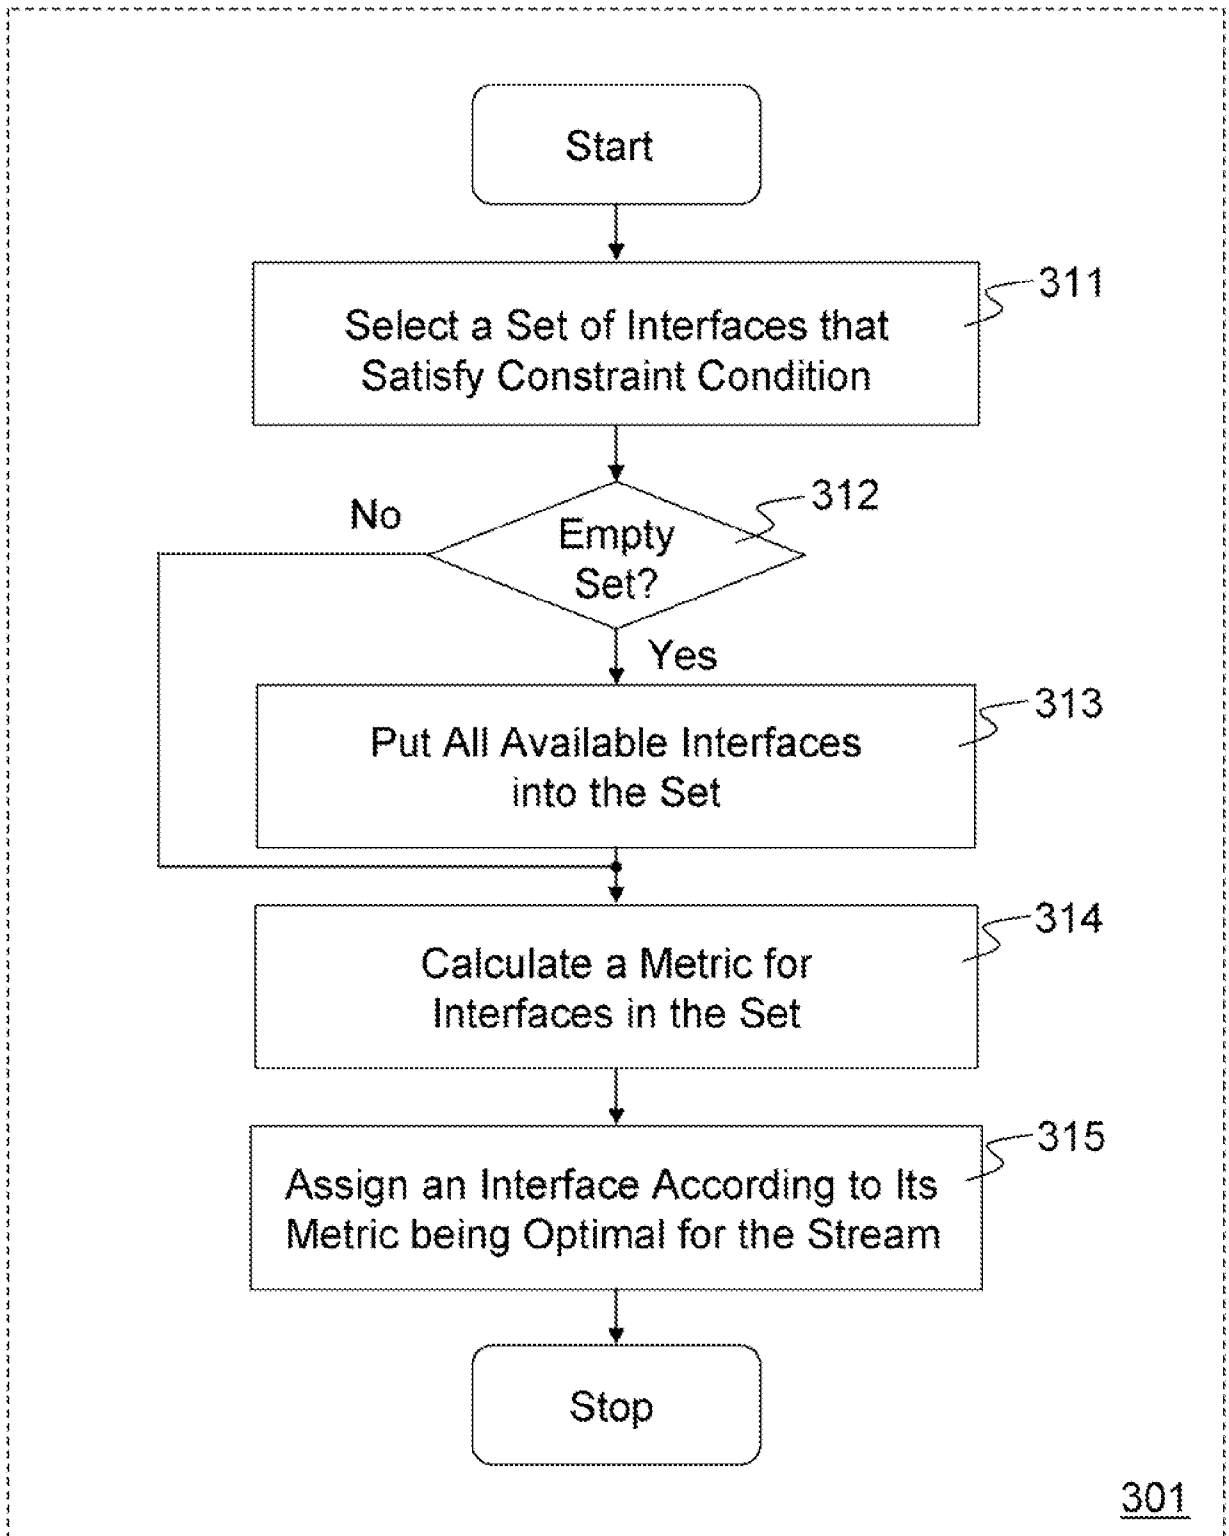 Start
311
Select a Set of Interfaces that
Satisfy Constraint Condition
312
No
Empty
Set?
Yes
313
Put All Available Interfaces
into the Set
314
Calculate a Metric for
Interfaces in the Set
315
Assign an Interface According to Its
Metric being Optimal for the Stream
Stop
301